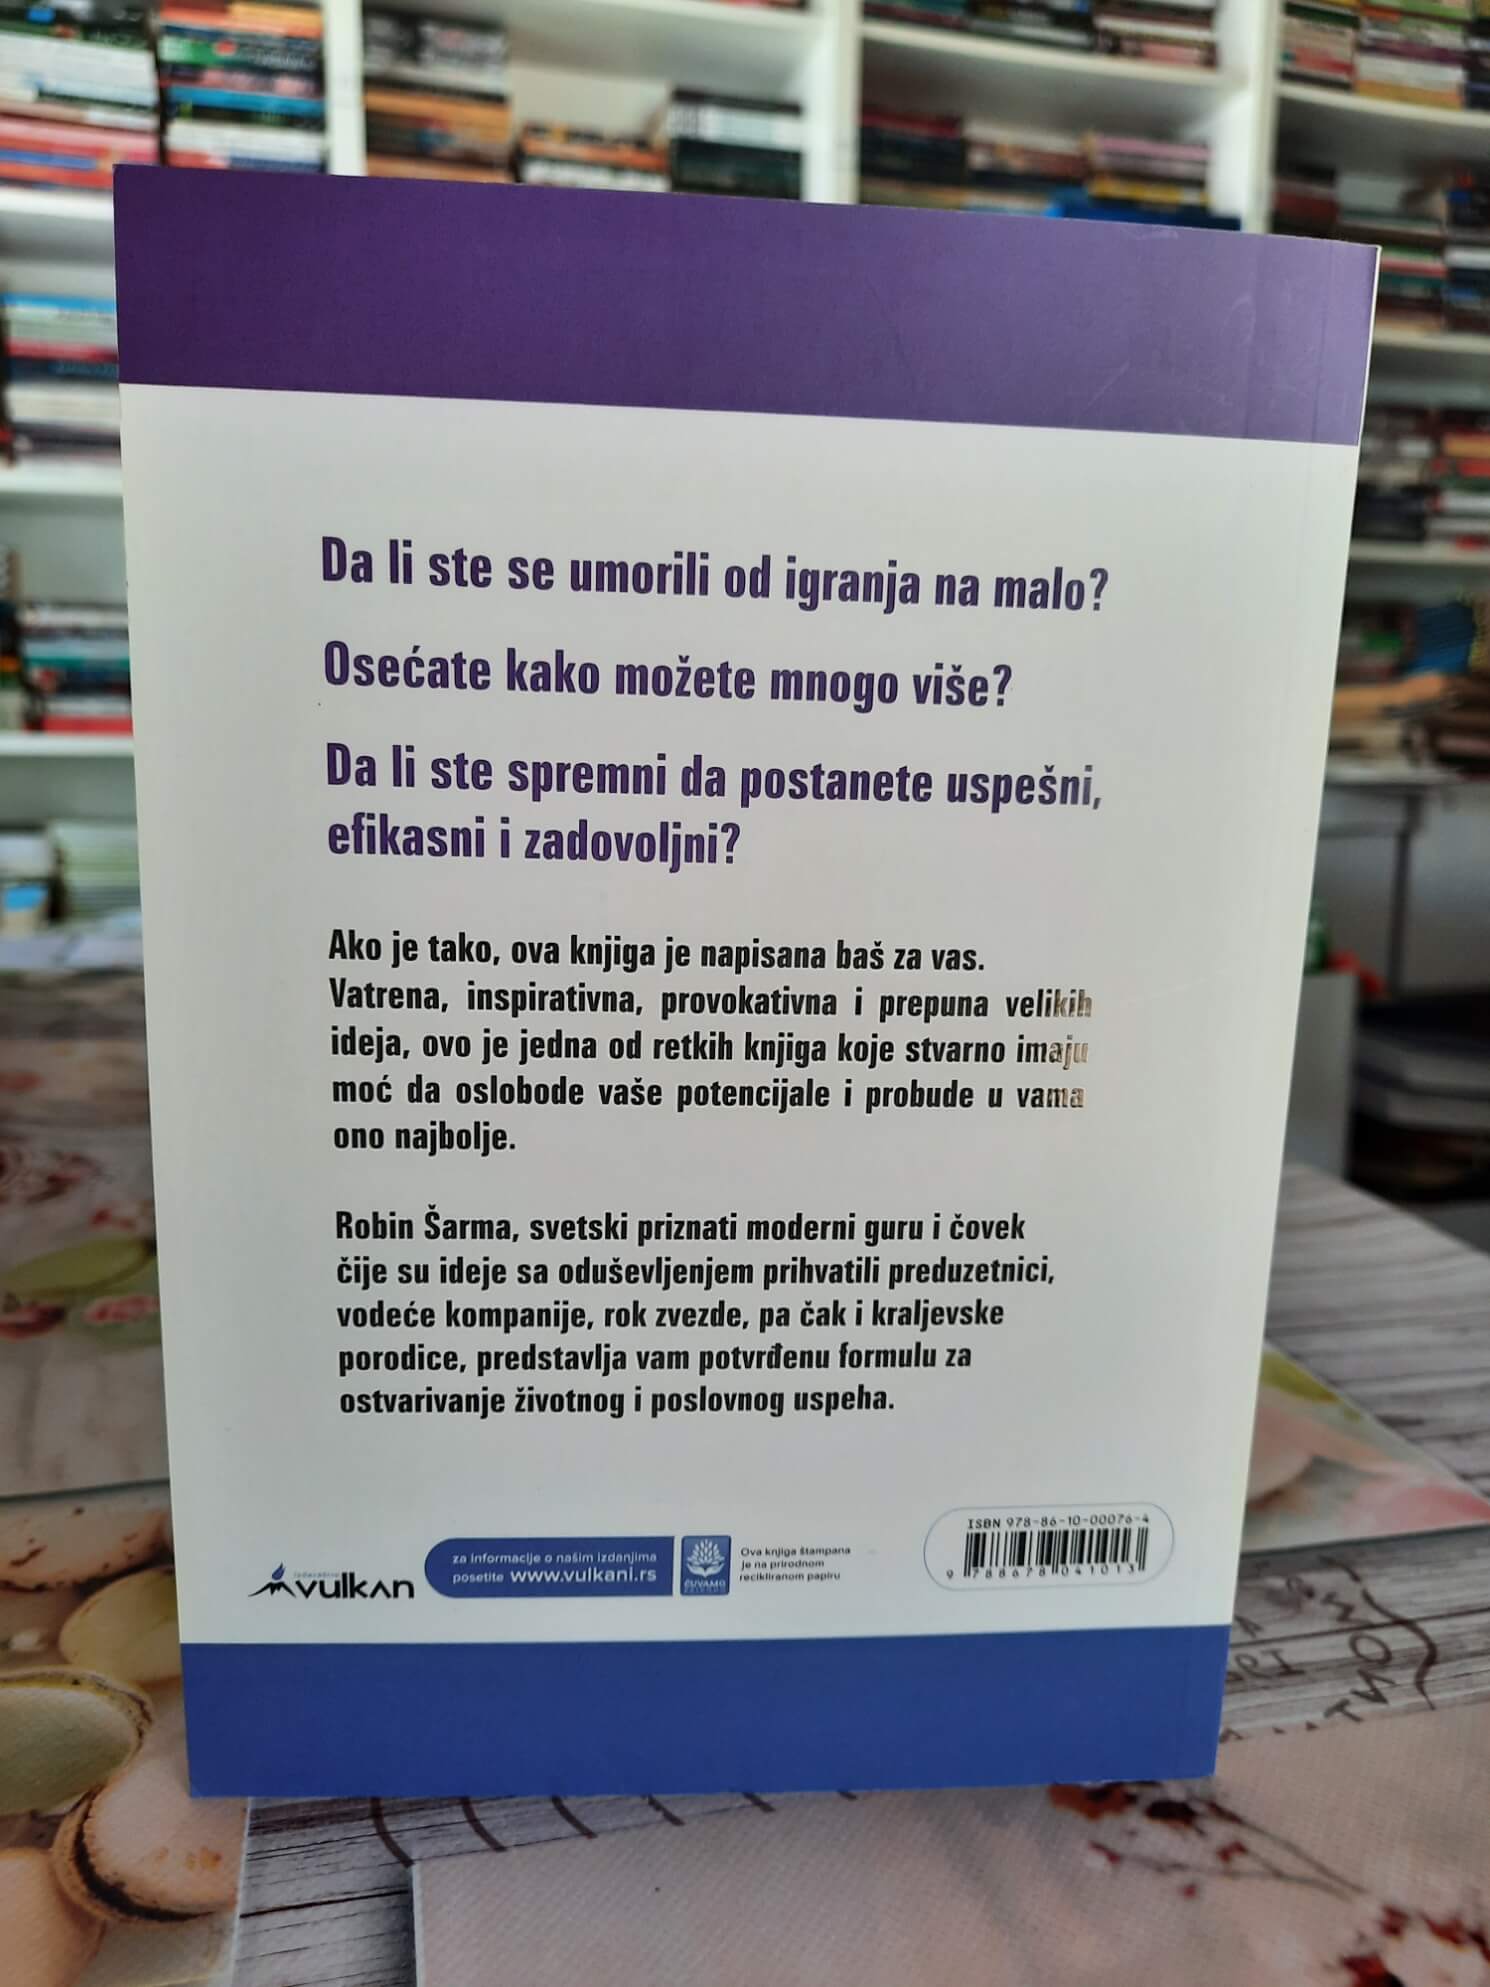 Da li ste se umorili od igranja na malo?
Osećate kako možete mnogo više?
Da li ste spremni da postanete uspešni,
efikasni i zadovoljni?
Ako je tako, ova knjiga je napisana baš za vas.
Vatrena, inspirativna, provokativna i prepuna velikih
ideja, ovo je jedna od retkih knjiga koje stvarno imaju
moć da oslobode vaše potencijale i probude u vama
ono najbolje.
Robin Šarma, svetski priznati moderni guru i čovek
čije su ideje sa oduševljenjem prihvatili preduzetnici,
vodeće kompanije, rok zvezde, pa čak i kraljevske
porodice, predstavlja vam potvrđenu formulu za
ostvarivanje životnog i poslovnog uspeha.
vulkan
za informacije o našim izdanjima
posetite www.vulkani.rs
ČUVAMO
PRIRODU
Ova knjiga štampana
je na prirodnom
recikliranom papiru
ISBN 978-86-10-00076-4
9 788678 041013